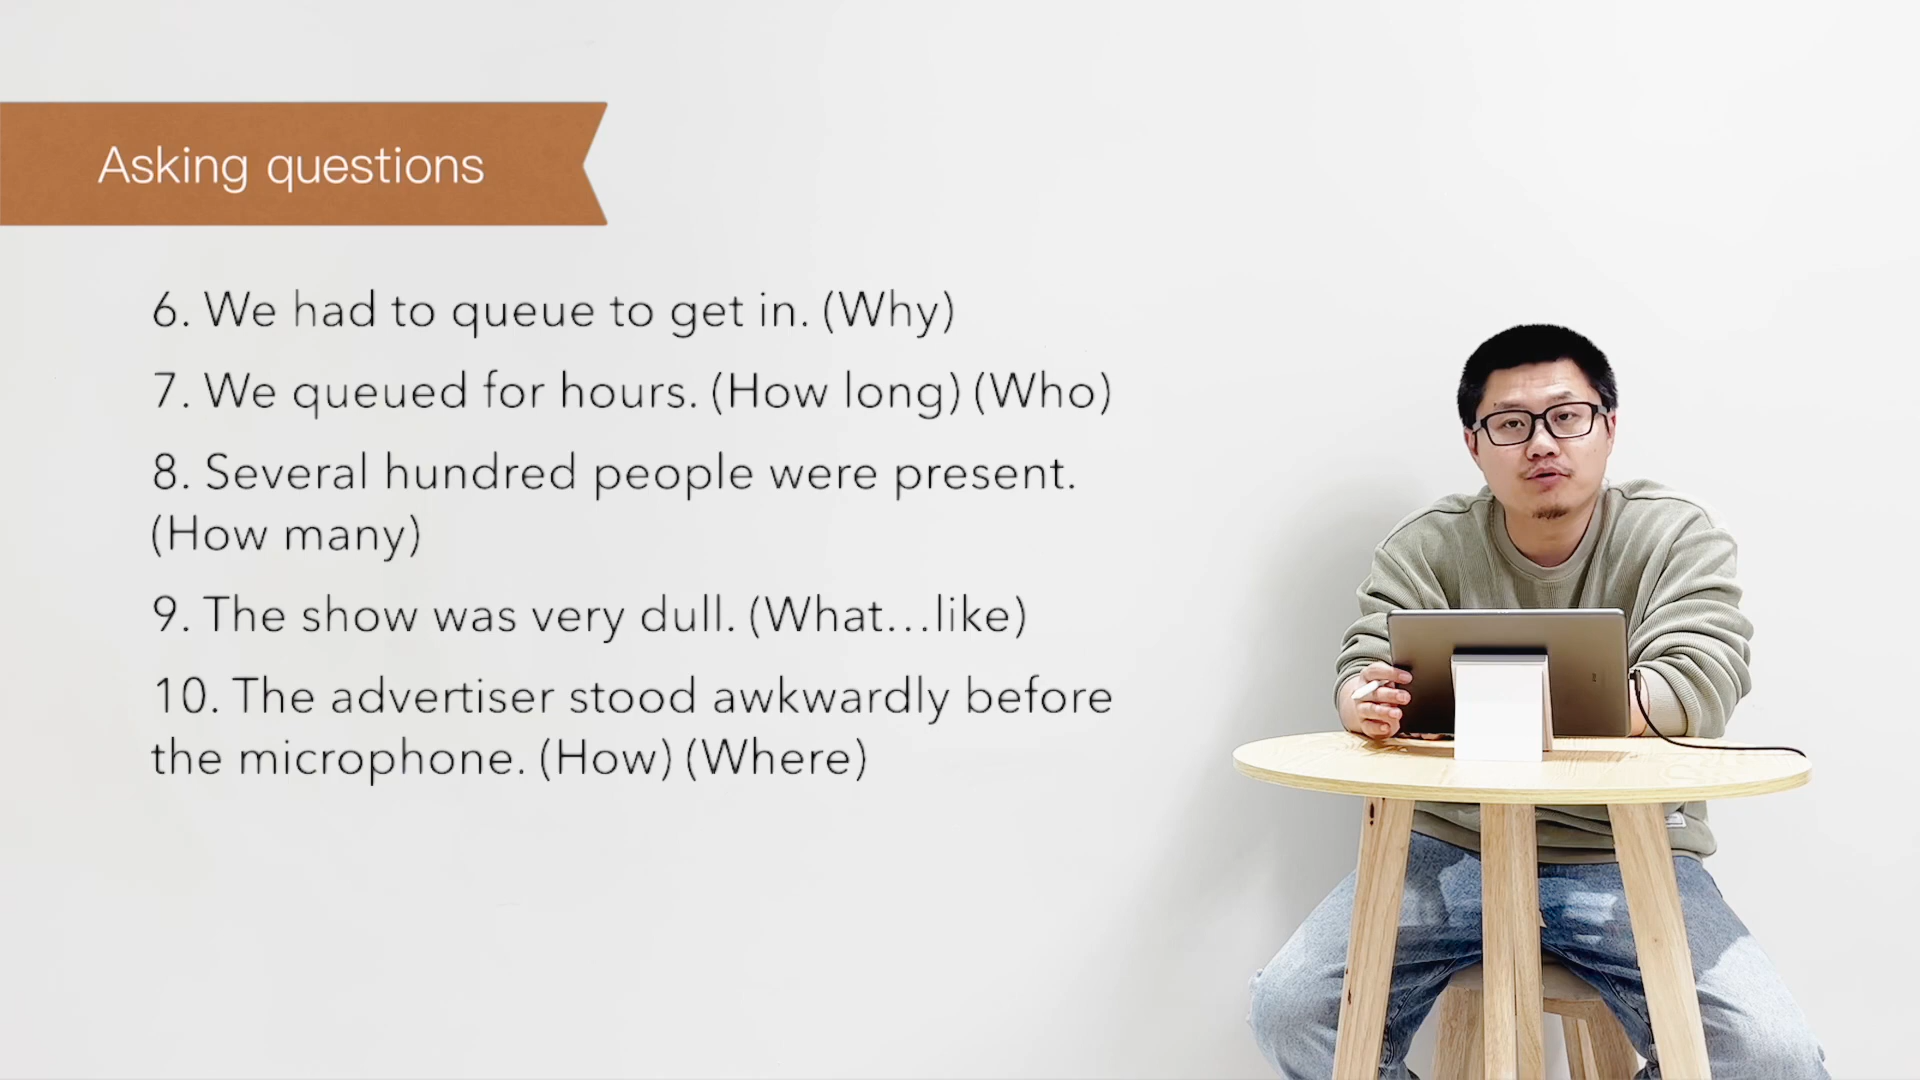 Asking questions
6. We had to queue to get in. (Why)
7. We queued for hours. (How long) (Who)
8. Several hundred people were present.
(How many)
9. The show was very dull. (What…like)
10. The advertiser stood awkwardly before
the microphone. (How) (Where)